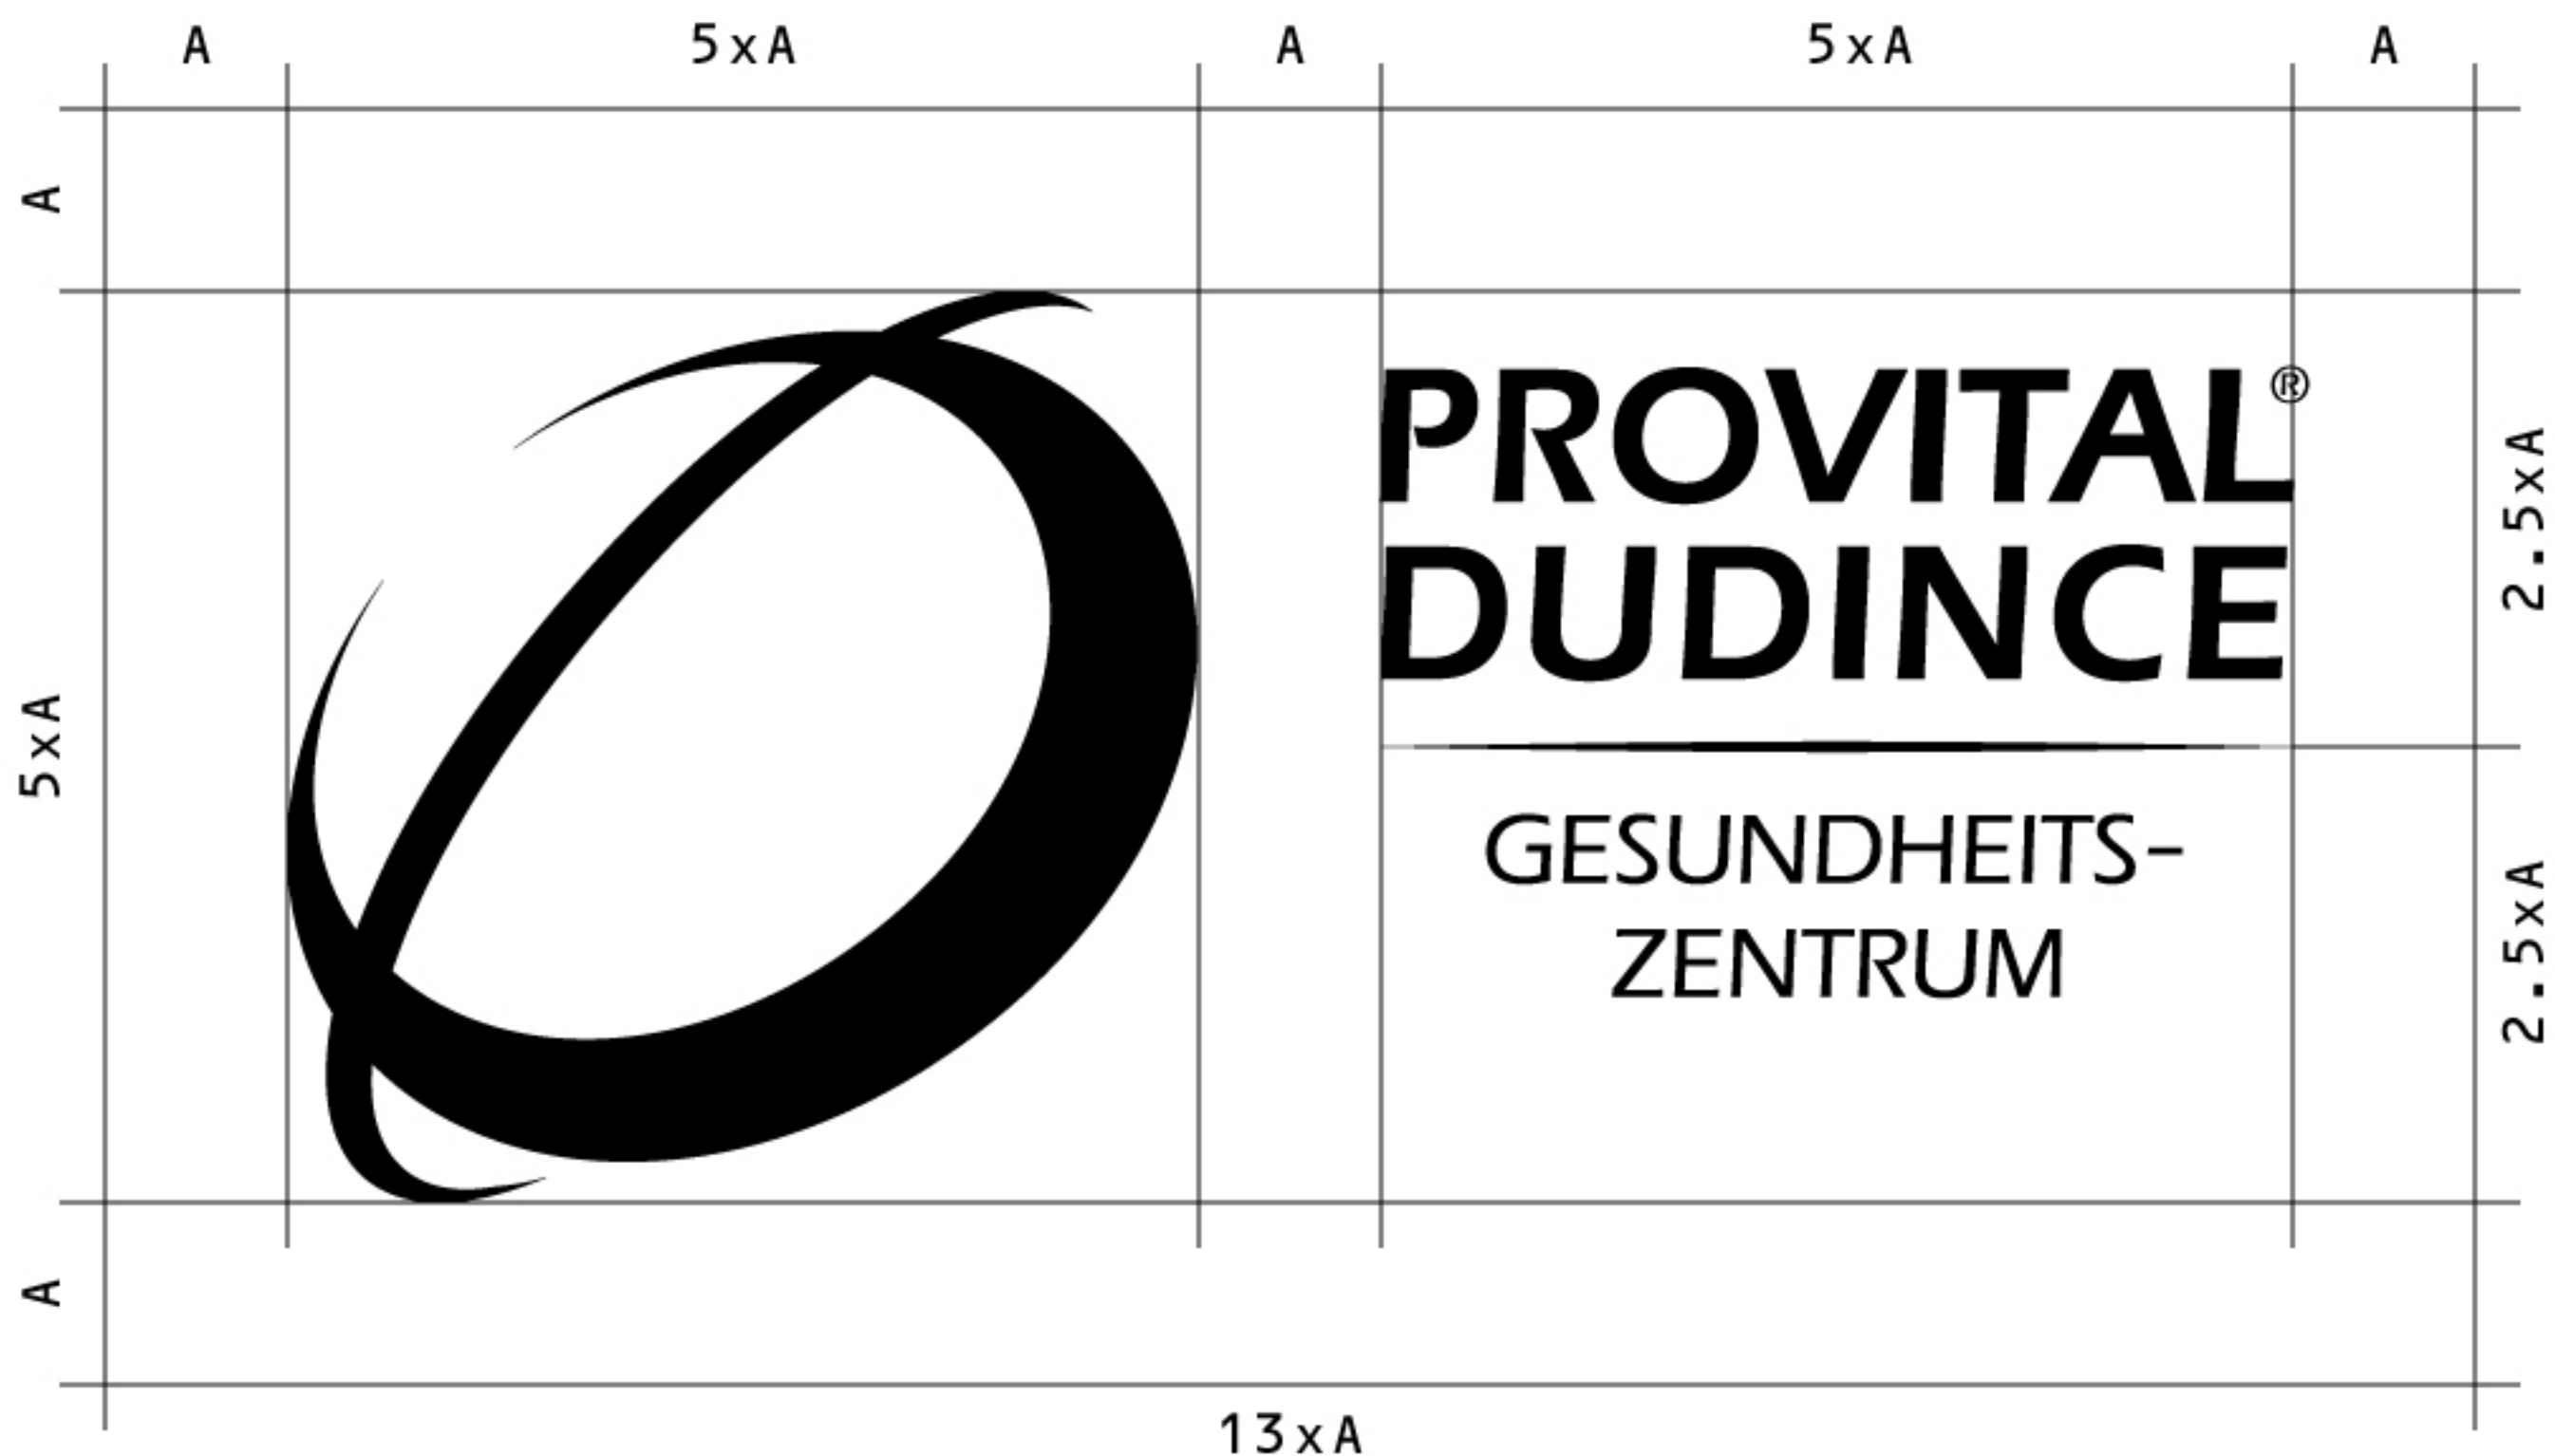 A 5xA A 5xA A
A
5xA
A
PROVITAL®
DUDINCE
GESUNDHEITS-
ZENTRUM
2.5xA
2.5xA
13xA